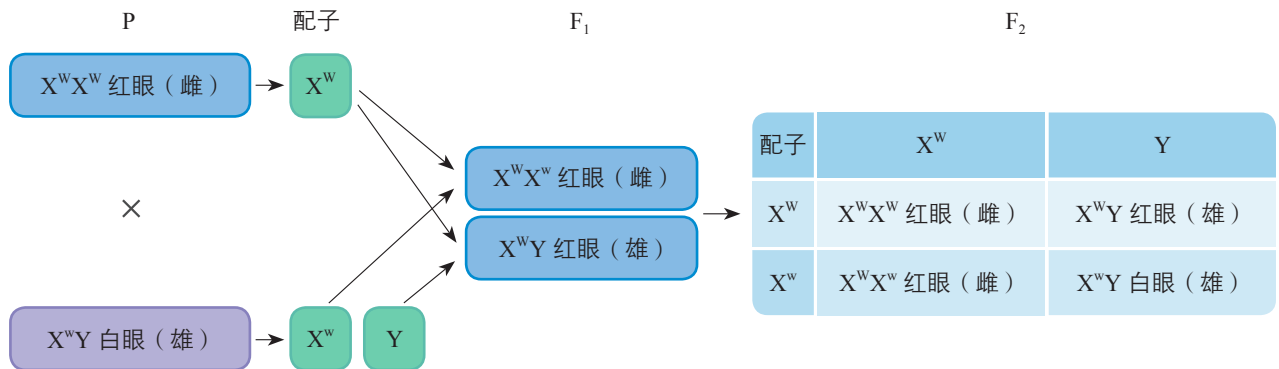 P 配子 F₁ F₂
XᵂXᵂ 红眼（雌） Xᵂ
×
XʷY 白眼（雄） Xʷ Y
XᵂXʷ 红眼（雌）
XᵂY 红眼（雄）
配子 Xᵂ Y
Xᵂ XᵂXᵂ 红眼（雌） XᵂY 红眼（雄）
Xʷ XᵂXʷ 红眼（雌） XʷY 白眼（雄）